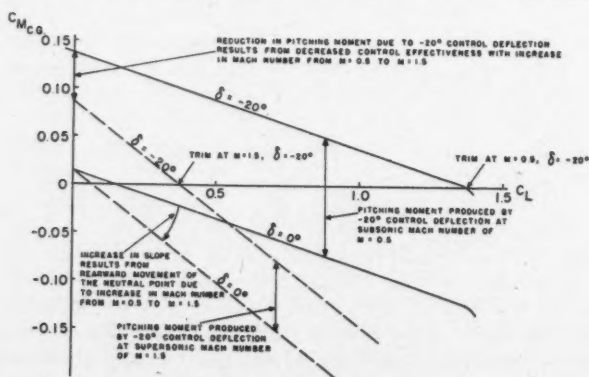 C_M_C.G.
0.15
REDUCTION IN PITCHING MOMENT DUE TO -20° CONTROL DEFLECTION
RESULTS FROM DECREASED CONTROL EFFECTIVENESS WITH INCREASE
IN MACH NUMBER FROM M=0.5 TO M=1.5
0.10
δ=-20°
0.05
δ=-20°
TRIM AT M=1.5, δ=-20°
TRIM AT M=0.5, δ=-20°
0
0.5
1.0
1.5
C_L
-0.05
δ=0°
PITCHING MOMENT PRODUCED BY
-20° CONTROL DEFLECTION AT
SUBSONIC MACH NUMBER OF
M=0.5
-0.10
INCREASE IN SLOPE
RESULTS FROM
REARWARD MOVEMENT OF
THE NEUTRAL POINT DUE
TO INCREASE IN MACH NUMBER
FROM M=0.5 TO M=1.5
δ=0°
-0.15
PITCHING MOMENT PRODUCED
BY -20° CONTROL DEFLECTION
AT SUPERSONIC MACH NUMBER
OF M=1.5